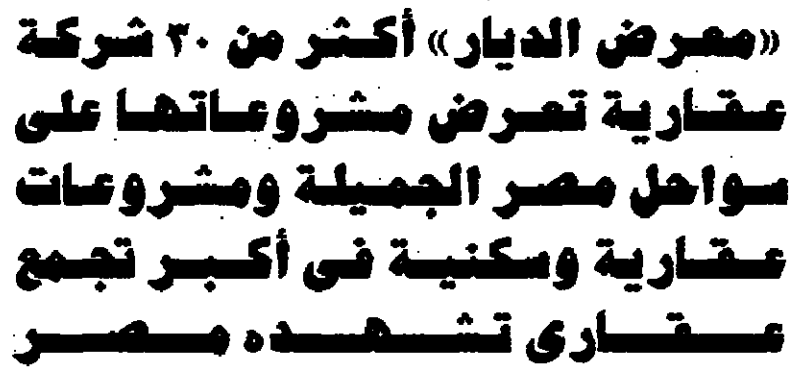 «معرض الديار» أكثر من ٣٠ شركة
عقارية تعرض مشروعاتها على
سواحل مصر الجميلة ومشروعات
عقارية وسكنية فى أكبر تجمع
عقارى تشهده مصر